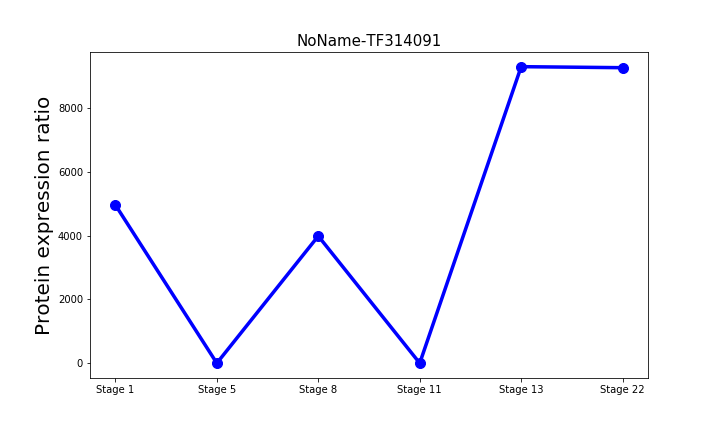 NoName-TF314091
Protein expression ratio
8000
6000
4000
2000
0
Stage 1 Stage 5 Stage 8 Stage 11 Stage 13 Stage 22